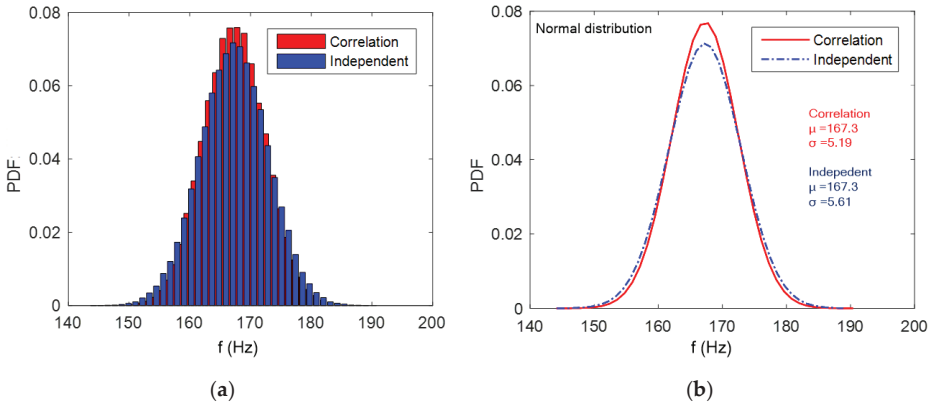 0.08
0.06
0.04
0.02
0
PDF
140 150 160 170 180 190 200
f (Hz)
Correlation
Independent
(a)
0.08
0.06
0.04
0.02
0
PDF
140 150 160 170 180 190 200
f (Hz)
Normal distribution
Correlation
Independent
Correlation
μ =167.3
σ =5.19
Indepedent
μ =167.3
σ =5.61
(b)